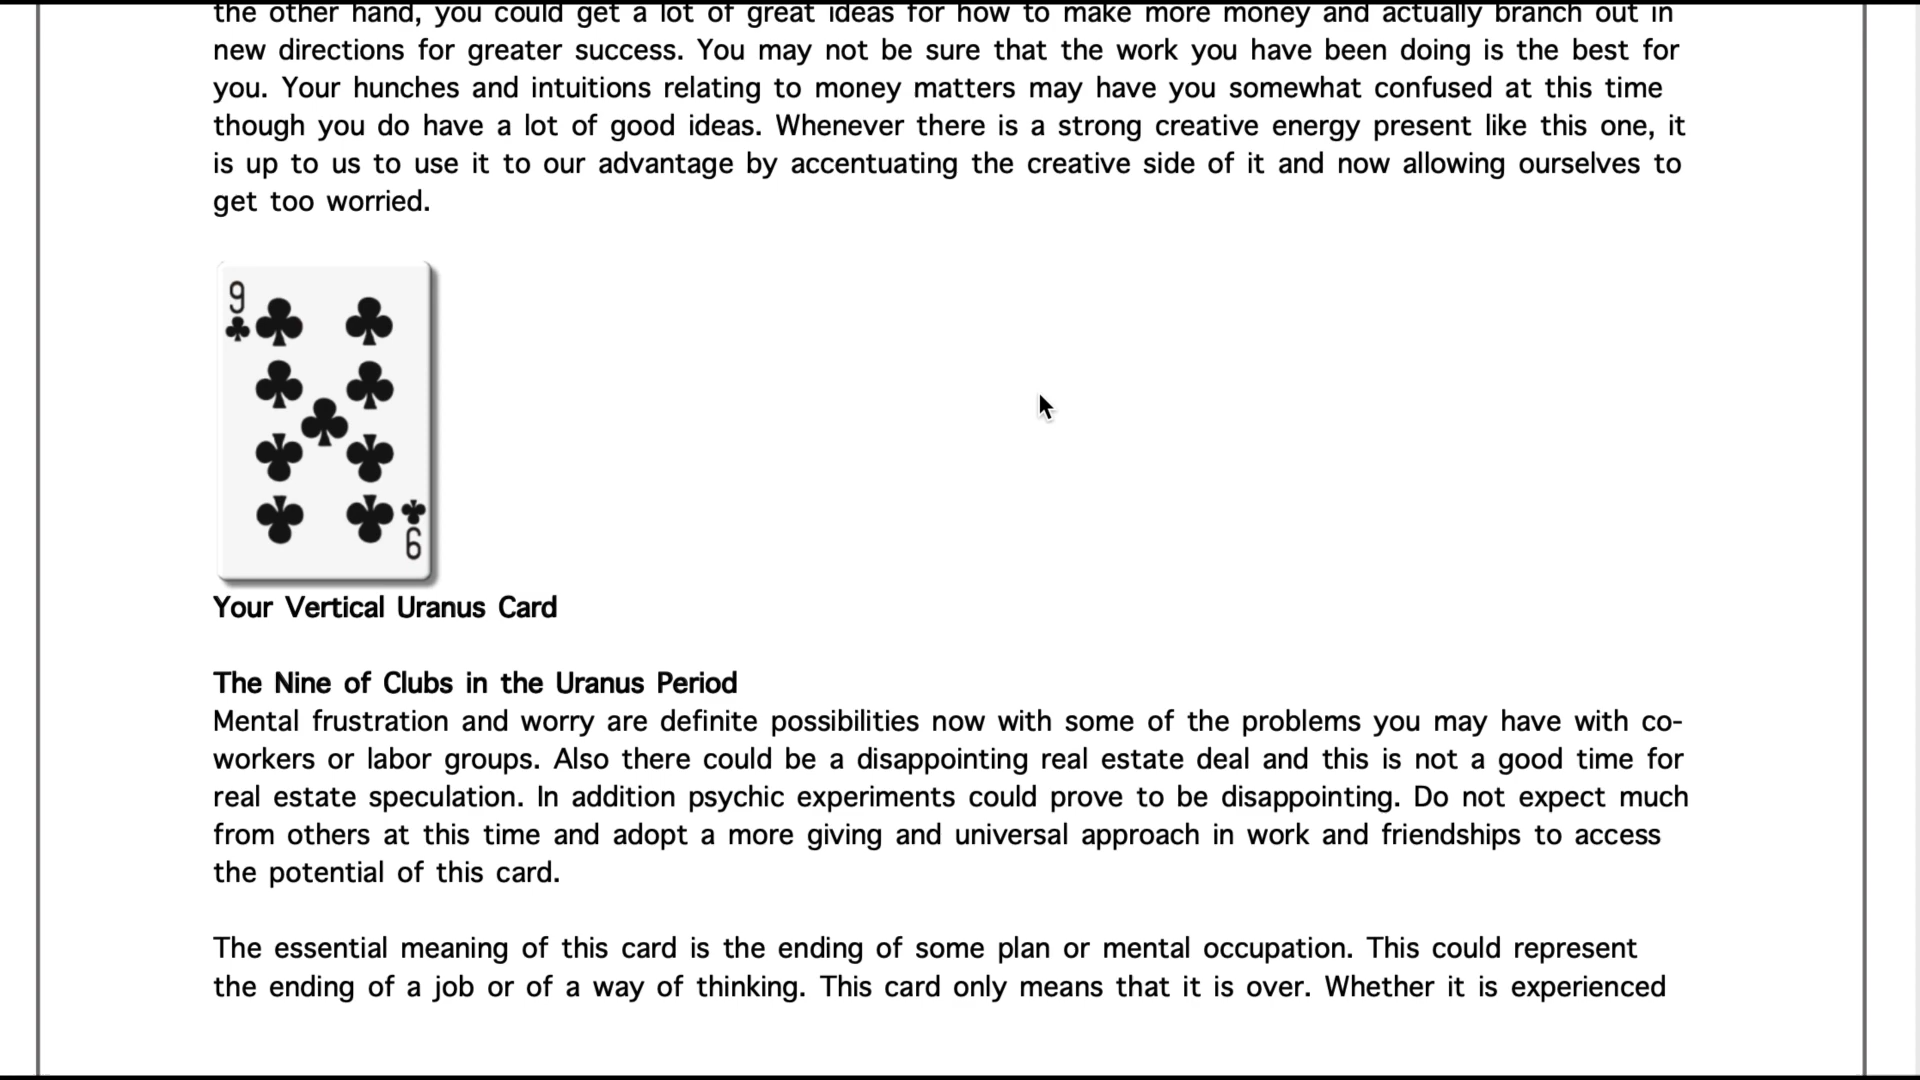 the other hand, you could get a lot of great ideas for how to make more money and actually branch out in
new directions for greater success. You may not be sure that the work you have been doing is the best for
you. Your hunches and intuitions relating to money matters may have you somewhat confused at this time
though you do have a lot of good ideas. Whenever there is a strong creative energy present like this one, it
is up to us to use it to our advantage by accentuating the creative side of it and now allowing ourselves to
get too worried.
9
9
Your Vertical Uranus Card
The Nine of Clubs in the Uranus Period
Mental frustration and worry are definite possibilities now with some of the problems you may have with co-
workers or labor groups. Also there could be a disappointing real estate deal and this is not a good time for
real estate speculation. In addition psychic experiments could prove to be disappointing. Do not expect much
from others at this time and adopt a more giving and universal approach in work and friendships to access
the potential of this card.
The essential meaning of this card is the ending of some plan or mental occupation. This could represent
the ending of a job or of a way of thinking. This card only means that it is over. Whether it is experienced